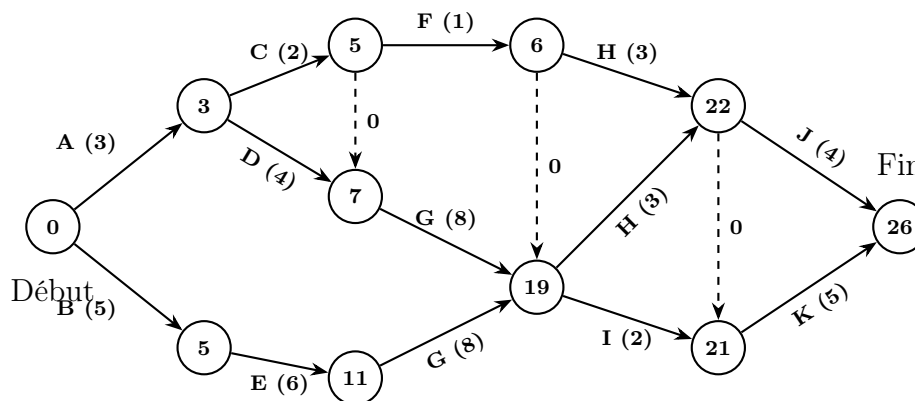 F (1)
C (2)
5
6
H (3)
0
3
22
A (3)
D (4)
J (4)
Fin
0
7
G (8)
H (3)
0
0
26
Début
B (5)
19
5
E (6)
11
G (8)
I (2)
21
K (5)